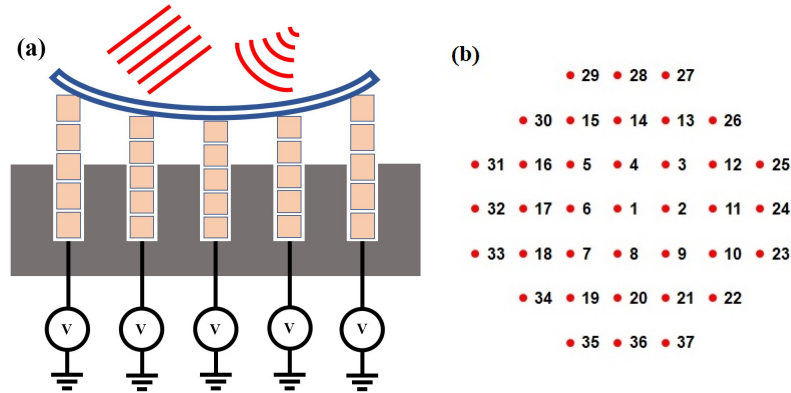 (a)
V V V V V
(b)
29 28 27
30 15 14 13 26
31 16 5 4 3 12 25
32 17 6 1 2 11 24
33 18 7 8 9 10 23
34 19 20 21 22
35 36 37